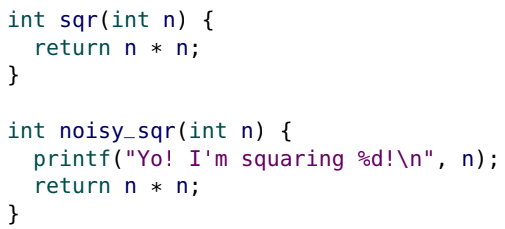 int sqr(int n) {
  return n * n;
}

int noisy_sqr(int n) {
  printf("Yo! I'm squaring %d!\n", n);
  return n * n;
}